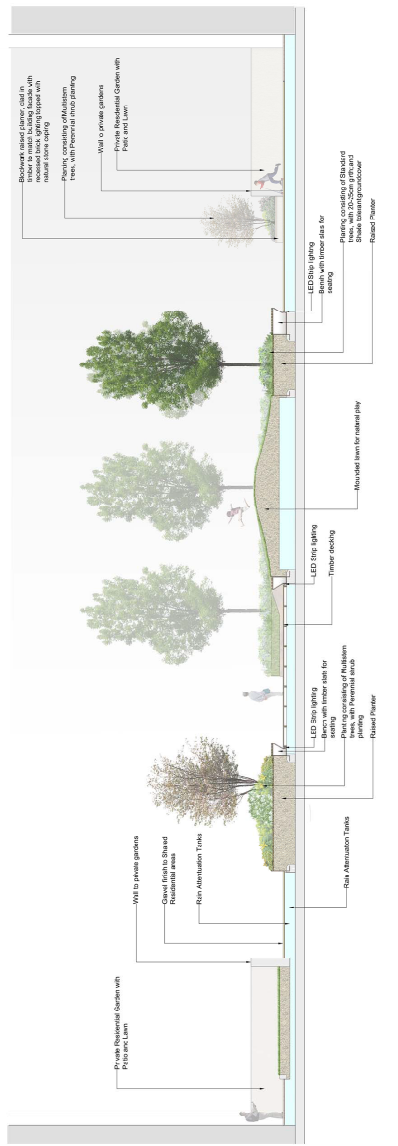 Private Residential Garden with
Patio and Lawn
Wall to private gardens
Gravel finish to Shared
Residential areas
Rain Attentuation Tanks
Blockwork raised planter, clad in
timber to match building facade with
recessed brick lighting topped with
natural stone coping
Planting consisting of Multistem
trees, with Perennial shrub planting
Wall to private gardens
Private Residential Garden with
Patio and Lawn
Rain Attentuation Tanks
LED Strip lighting
Bench with timber slats for
seating
Planting consisting of Multistem
trees, with Perennial shrub
planting
Raised Planter
LED Strip lighting
Timber decking
Mounded lawn for natural play
LED Strip lighting
Bench with timber slats for
seating
Planting consisting of Standard
trees, with 20-25cm girth,and
Shade tolerant groundcover
Raised Planter